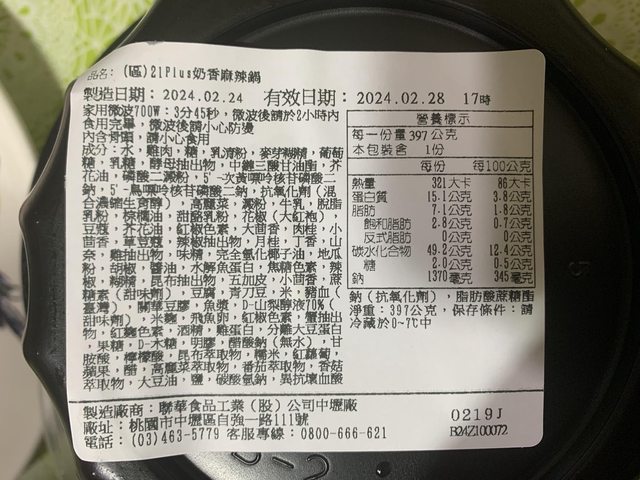 品名: (區)21Plus奶香麻辣鍋
製造日期: 2024.02.24 有效日期: 2024.02.28 17時
家用微波700W:3分45秒,微波後請於2小時內
食用完畢,微波後請小心防燙
內含骨頭,請小心食用
成分:水,雞肉,糖,乳清粉,麥芽糊精,葡萄
糖,乳糖,酵母抽出物,中鏈三酸甘油酯,芥
花油,磷酸二澱粉,5'-次黃嘌呤核苷磷酸二
鈉,5'-鳥嘌呤核苷磷酸二鈉,抗氧化劑(混
合濃縮生育醇),高麗菜,澱粉,牛乳,脫脂
乳粉,棕櫚油,甜酪乳粉,花椒(大紅袍),
豆蔻,芥花油,紅椒色素,大茴香,肉桂,小
茴香,草豆蔻,辣椒抽出物,月桂,丁香,山
奈,雞抽出物,味精,完全氫化椰子油,地瓜
粉,胡椒,醬油,水解魚蛋白,焦糖色素,辣
椒,糊精,昆布抽出物,五加皮,小茴香,蔗
糖素(甜味劑),豆腐,青刀豆,米,豬血(
臺灣),關華豆膠,魚漿,D-山梨醇液70%(
甜味劑),米麴,飛魚卵,紅椒色素,蟹抽出
物,紅麴色素,酒精,雞蛋白,分離大豆蛋白
,果糖,D-木糖,明膠,醋酸鈉(無水),甘
胺酸,檸檬酸,昆布萃取物,糯米,紅蘿蔔,
蘋果,醋,高麗菜萃取物,番茄萃取物,香菇
萃取物,大豆油,鹽,碳酸氫鈉,異抗壞血酸
營養標示
每一份量 397 公克
本包裝含 1份
每份 每100公克
熱量 321 大卡 86 大卡
蛋白質 15.1公克 3.8公克
脂肪 7.1公克 1.8公克
飽和脂肪 2.8公克 0.7公克
反式脂肪 0公克 0公克
碳水化合物 49.2公克 12.4公克
糖 2.0公克 0.5公克
鈉 1370毫克 345毫克
鈉(抗氧化劑),脂肪酸蔗糖酯
淨重:397公克,保存條件:請
冷藏於0~7℃中
製造廠商:聯華食品工業(股)公司中壢廠
廠址:桃園市中壢區自強一路111號
電話:(03)463-5779 客服專線:0800-666-621
0219J
B24Z100072